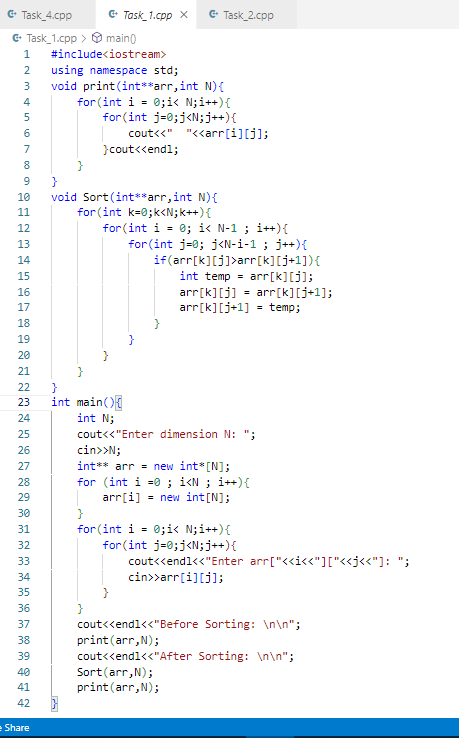 Task_4.cpp Task_1.cpp Task_2.cpp
Task_1.cpp > main()
1 #include<iostream>
2 using namespace std;
3 void print(int**arr,int N){
4 for(int i = 0;i< N;i++){
5 for(int j=0;j<N;j++){
6 cout<<"  "<<arr[i][j];
7 }cout<<endl;
8 }
9 }
10 void Sort(int**arr,int N){
11 for(int k=0;k<N;k++){
12 for(int i = 0; i< N-1 ; i++){
13 for(int j=0; j<N-i-1 ; j++){
14 if(arr[k][j]>arr[k][j+1]){
15 int temp = arr[k][j];
16 arr[k][j] = arr[k][j+1];
17 arr[k][j+1] = temp;
18 }
19 }
20 }
21 }
22 }
23 int main(){
24 int N;
25 cout<<"Enter dimension N: ";
26 cin>>N;
27 int** arr = new int*[N];
28 for (int i =0 ; i<N ; i++){
29 arr[i] = new int[N];
30 }
31 for(int i = 0;i< N;i++){
32 for(int j=0;j<N;j++){
33 cout<<endl<<"Enter arr["<<i<<"]["<<j<<"]: ";
34 cin>>arr[i][j];
35 }
36 }
37 cout<<endl<<"Before Sorting: \n\n";
38 print(arr,N);
39 cout<<endl<<"After Sorting: \n\n";
40 Sort(arr,N);
41 print(arr,N);
42 }
Share